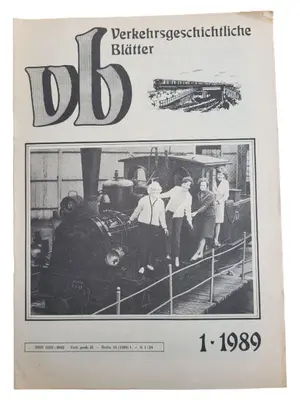 vb
Verkehrsgeschichtliche
Blätter
1·1989